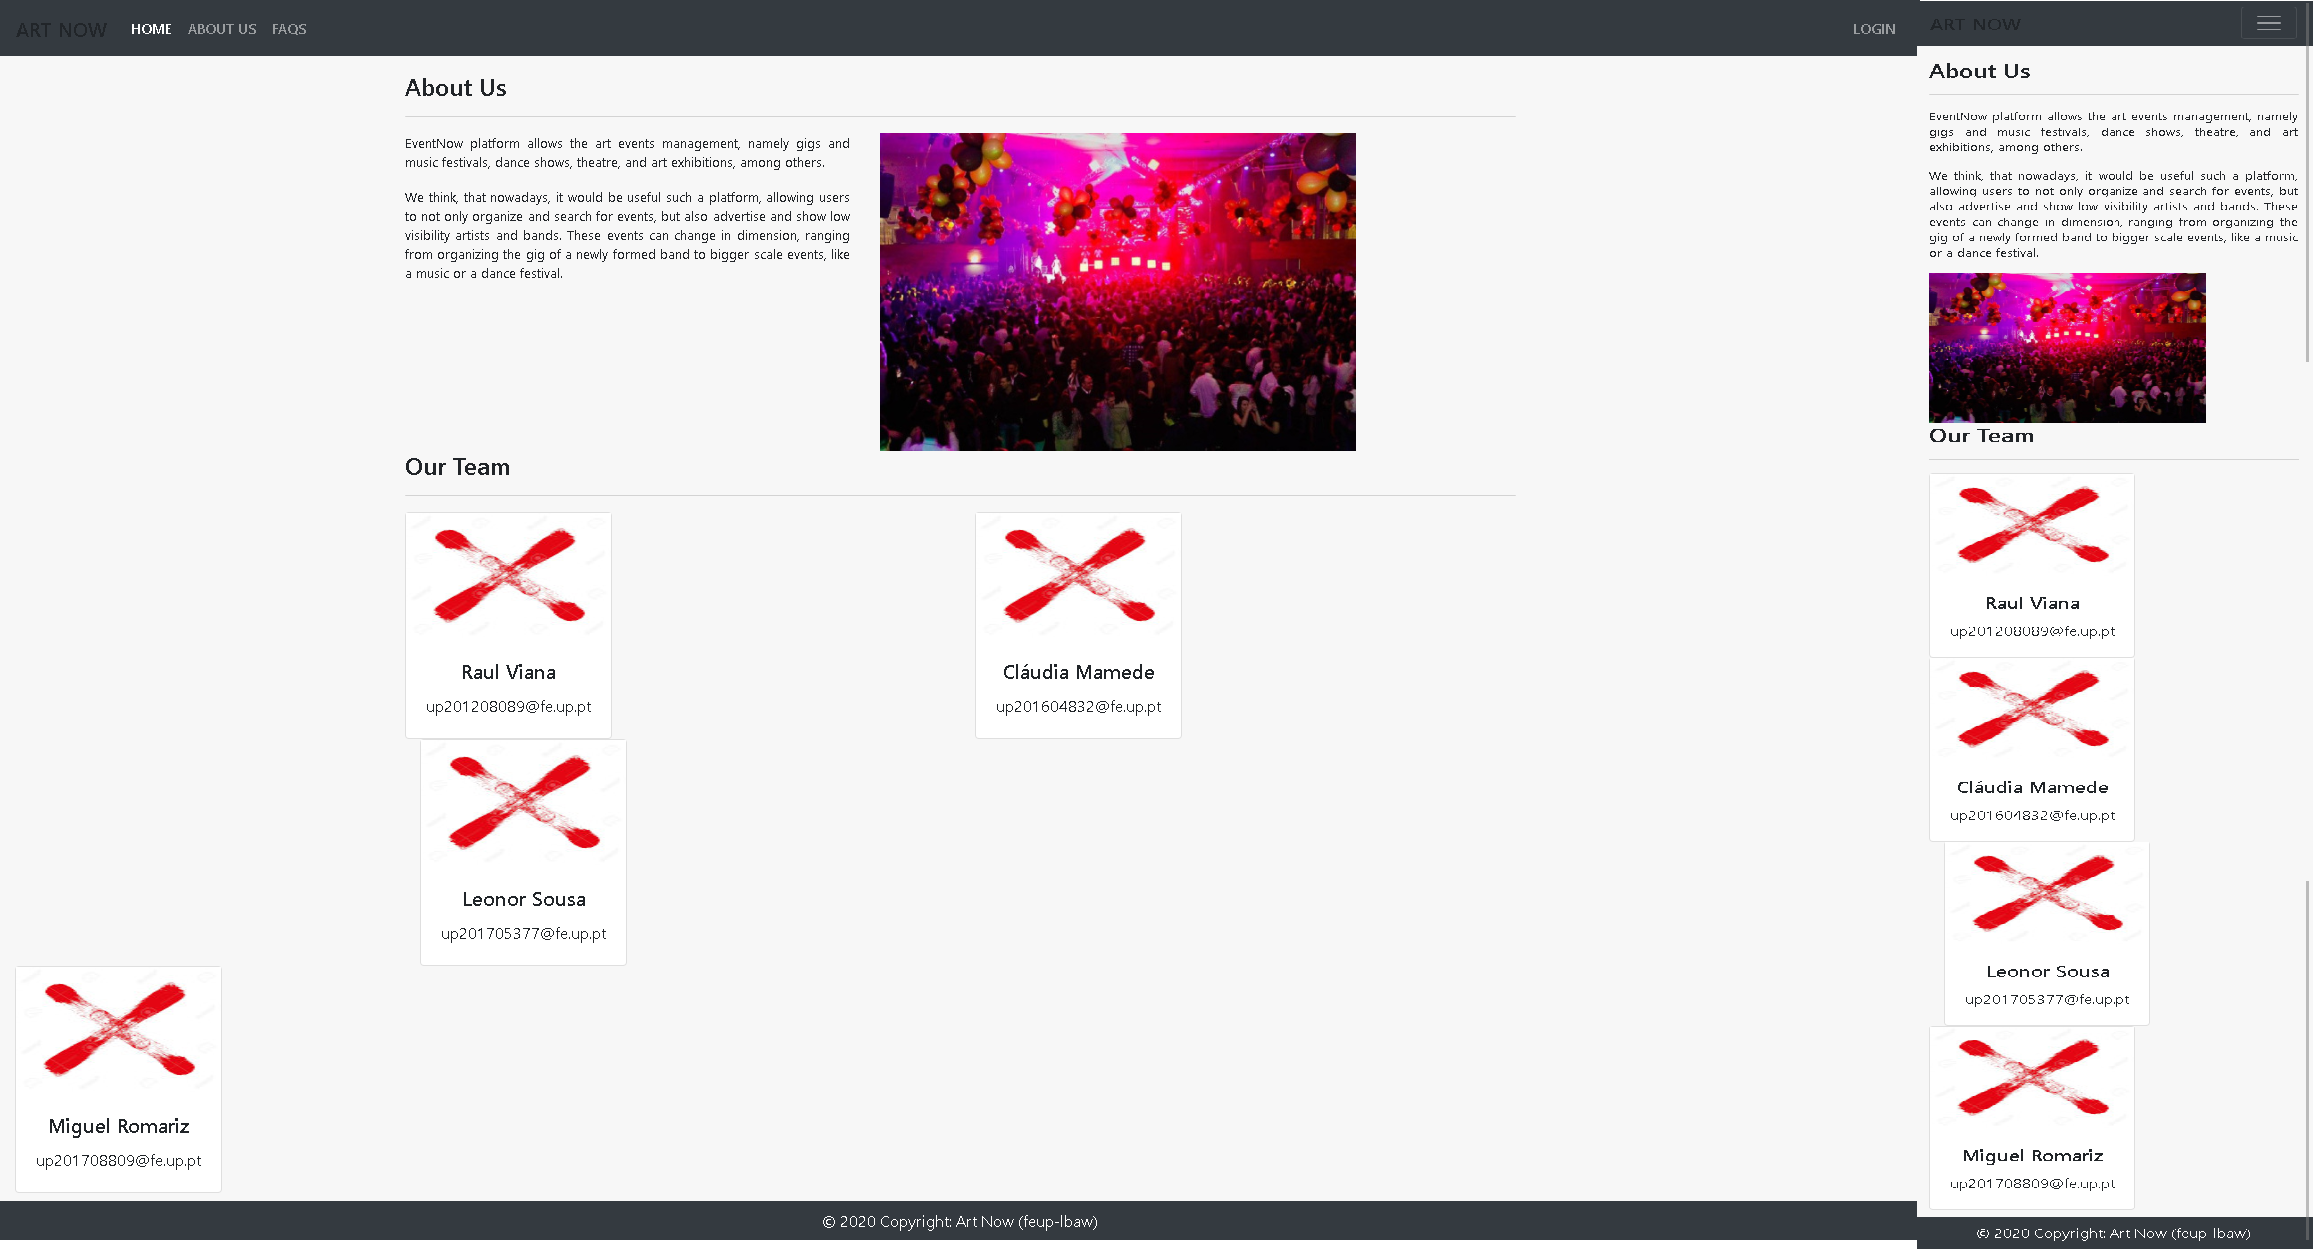 ART NOW HOME ABOUT US FAQS LOGIN
About Us
EventNow platform allows the art events management, namely gigs and
music festivals, dance shows, theatre, and art exhibitions, among others.
We think, that nowadays, it would be useful such a platform, allowing users
to not only organize and search for events, but also advertise and show low
visibility artists and bands. These events can change in dimension, ranging
from organizing the gig of a newly formed band to bigger scale events, like
a music or a dance festival.
Our Team
Raul Viana
up201208089@fe.up.pt
Cláudia Mamede
up201604832@fe.up.pt
Leonor Sousa
up201705377@fe.up.pt
Miguel Romariz
up201708809@fe.up.pt
© 2020 Copyright: Art Now (feup-lbaw)
ART NOW
About Us
EventNow platform allows the art events management, namely
gigs and music festivals, dance shows, theatre, and art
exhibitions, among others.
We think, that nowadays, it would be useful such a platform,
allowing users to not only organize and search for events, but
also advertise and show low visibility artists and bands. These
events can change in dimension, ranging from organizing the
gig of a newly formed band to bigger scale events, like a music
or a dance festival.
Our Team
Raul Viana
up201208089@fe.up.pt
Cláudia Mamede
up201604832@fe.up.pt
Leonor Sousa
up201705377@fe.up.pt
Miguel Romariz
up201708809@fe.up.pt
© 2020 Copyright: Art Now (feup-lbaw)